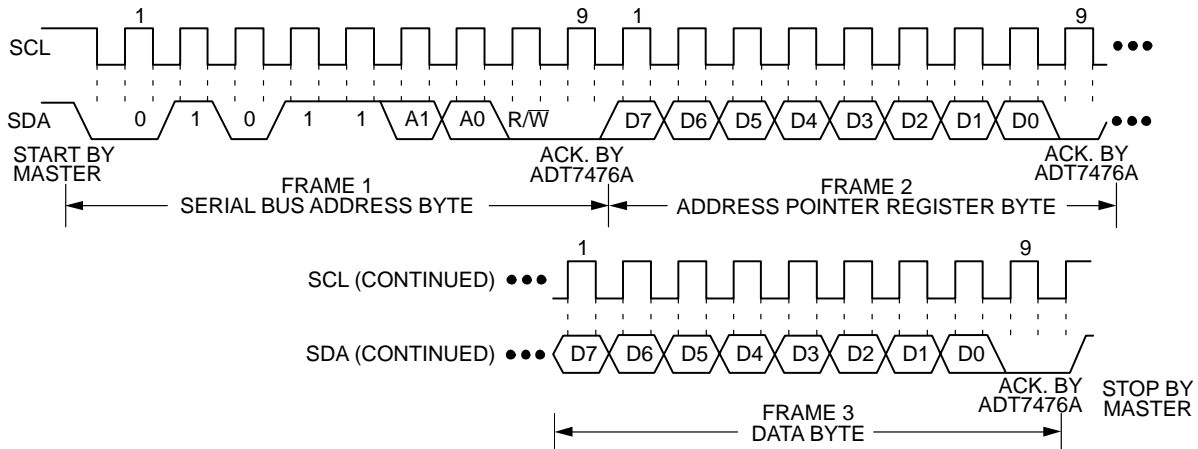 1 9 1 9
SCL
SDA 0 1 0 1 1 A1 A0 R/W̅ D7 D6 D5 D4 D3 D2 D1 D0
START BY MASTER
ACK. BY ADT7476A
ACK. BY ADT7476A
FRAME 1
SERIAL BUS ADDRESS BYTE
FRAME 2
ADDRESS POINTER REGISTER BYTE
1 9
SCL (CONTINUED)
SDA (CONTINUED) D7 D6 D5 D4 D3 D2 D1 D0
ACK. BY ADT7476A
STOP BY MASTER
FRAME 3
DATA BYTE